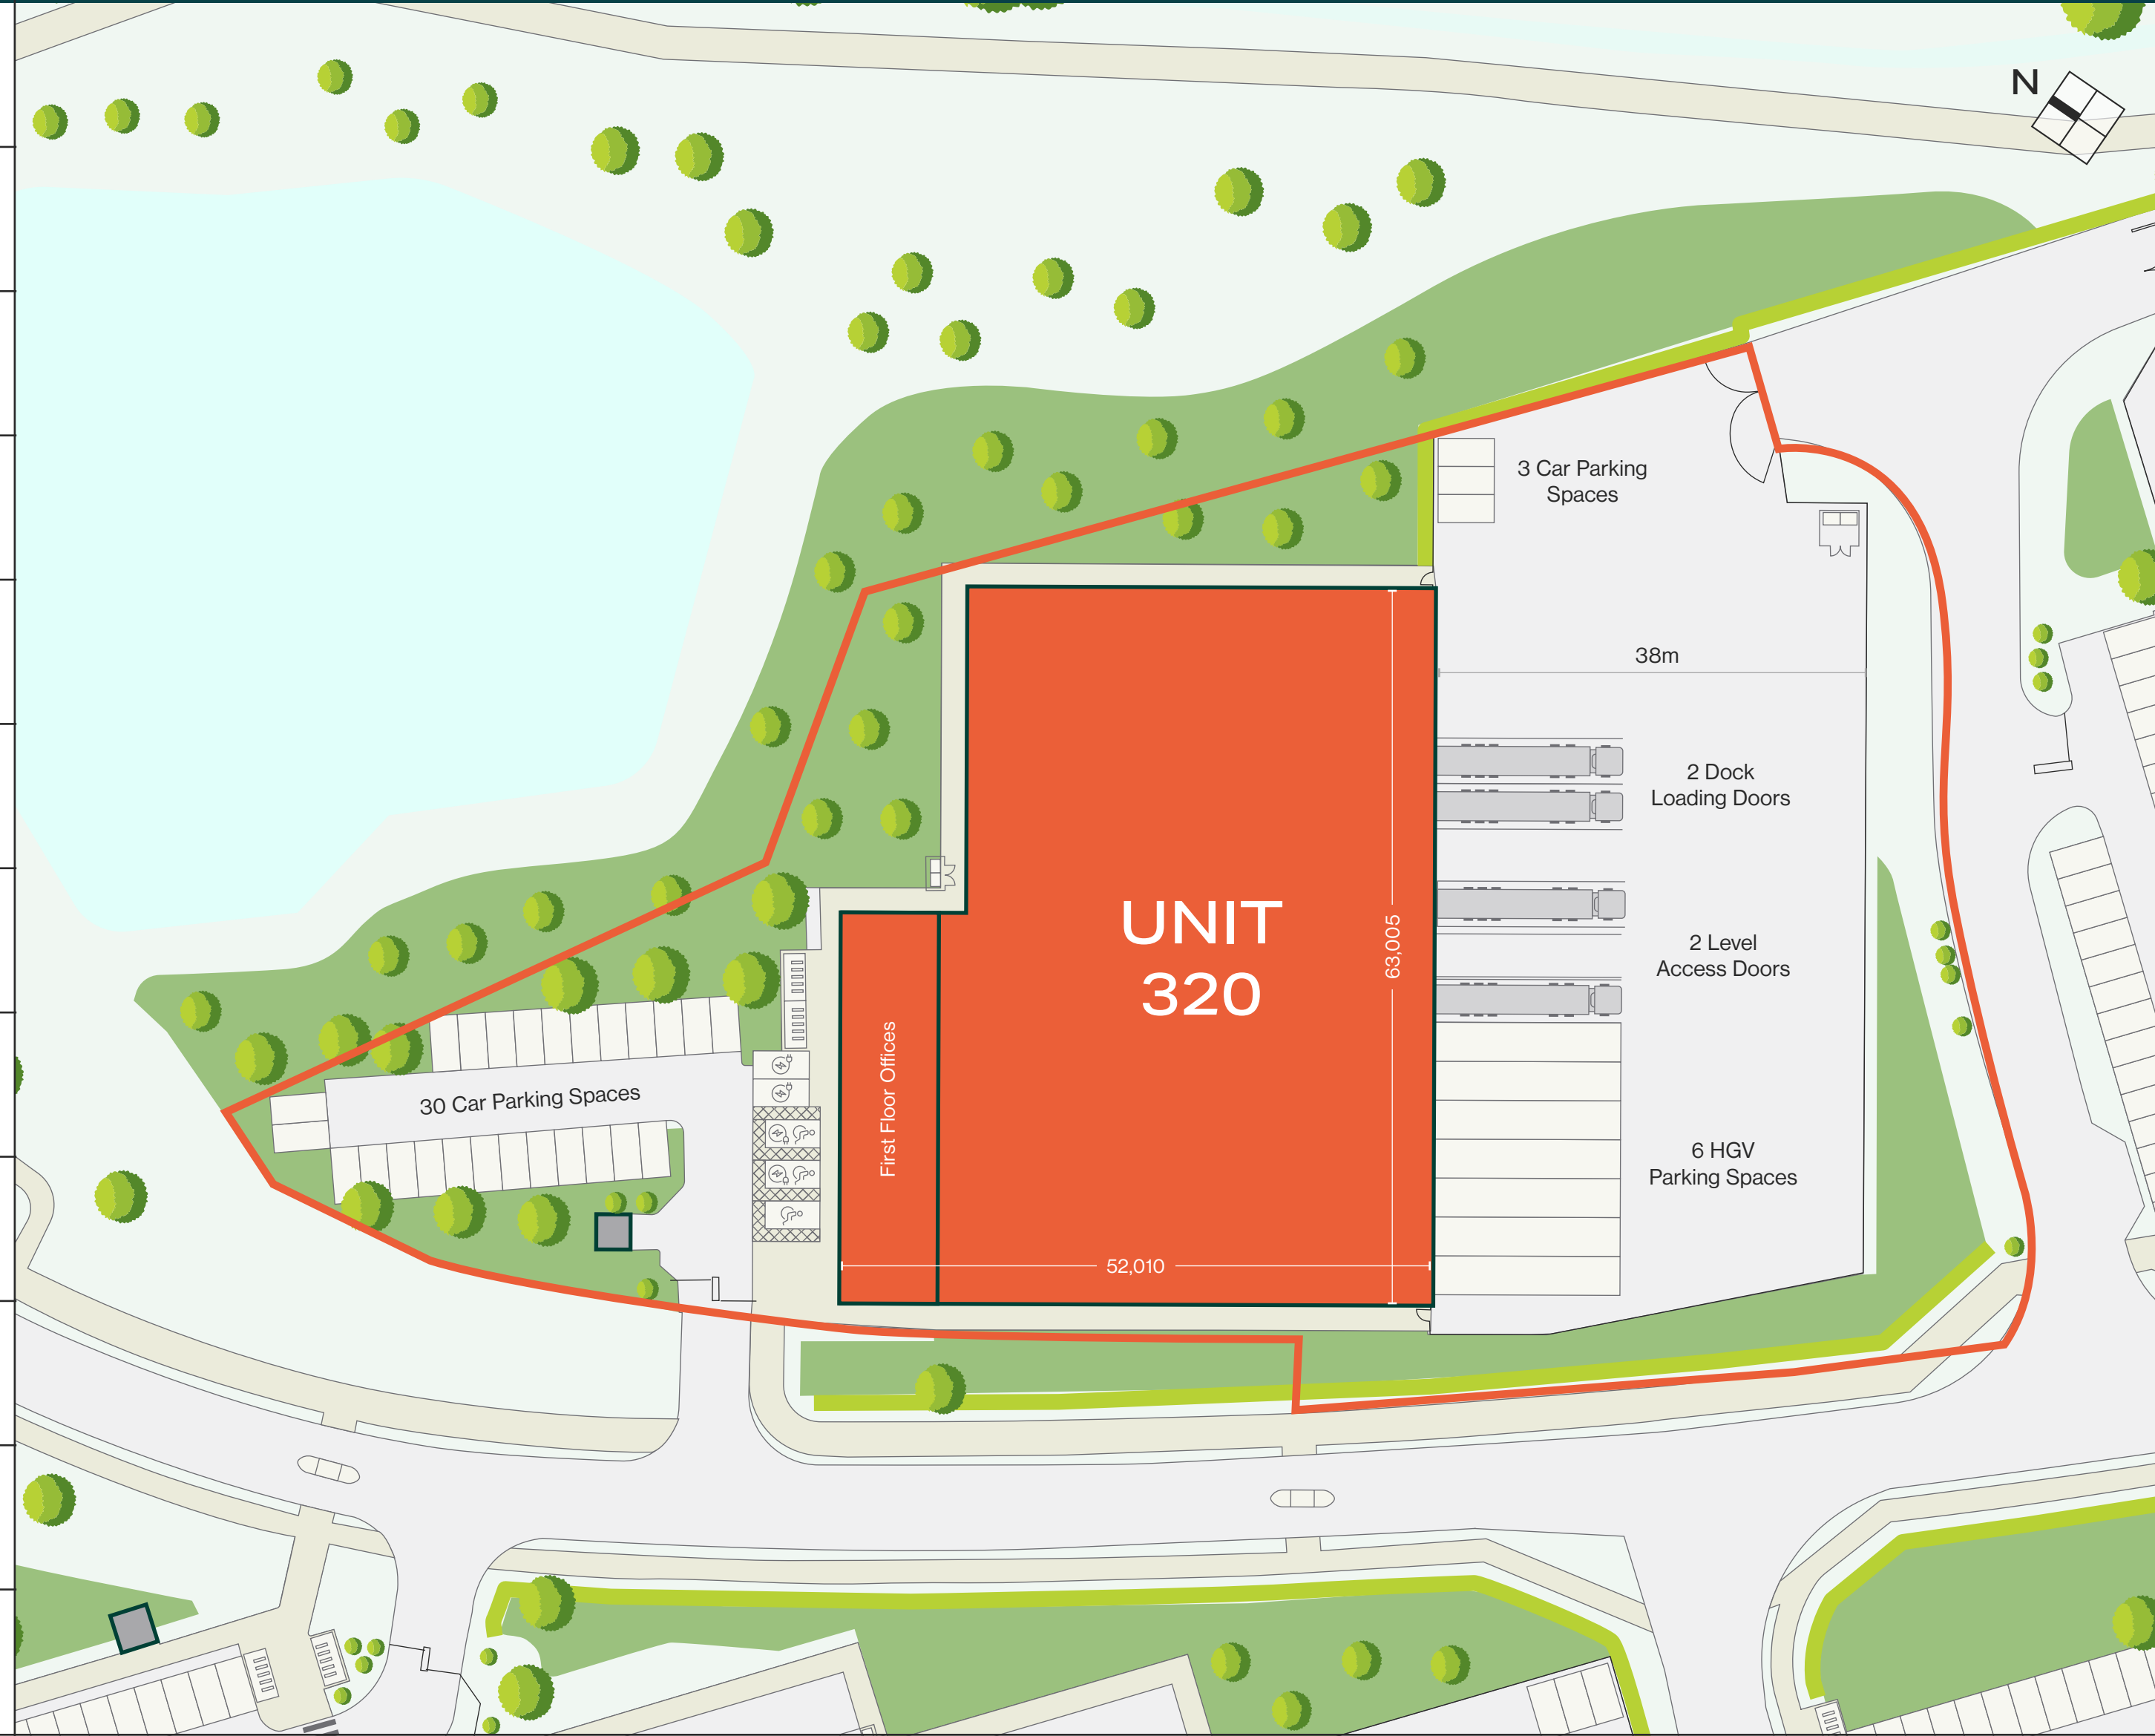 N
3 Car Parking
Spaces
38m
2 Dock
Loading Doors
UNIT
320
63,005
2 Level
Access Doors
First Floor Offices
30 Car Parking Spaces
6 HGV
Parking Spaces
52,010